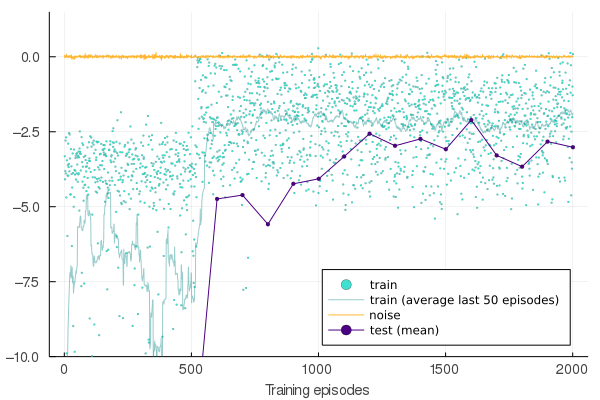 0.0
−2.5
−5.0
−7.5
−10.0
0
500
1000
1500
2000
Training episodes
train
train (average last 50 episodes)
noise
test (mean)